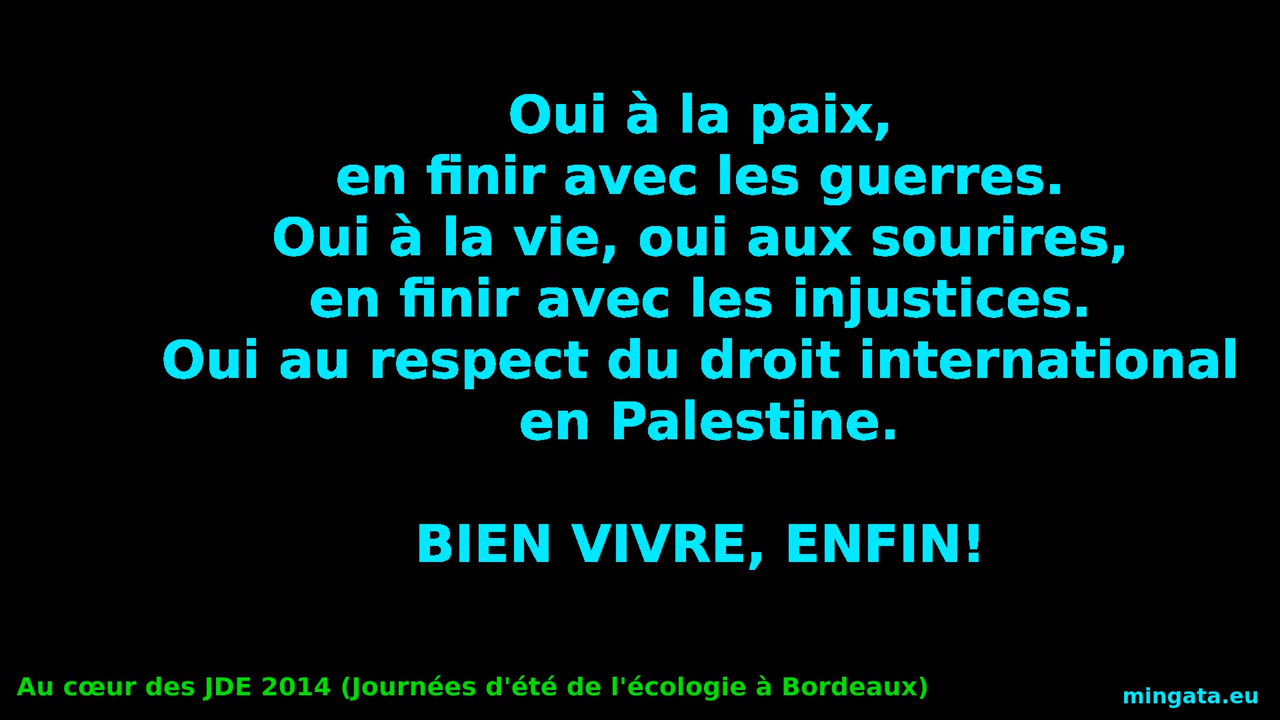 Oui à la paix,
en finir avec les guerres.
Oui à la vie, oui aux sourires,
en finir avec les injustices.
Oui au respect du droit international
en Palestine.
BIEN VIVRE, ENFIN!
Au cœur des JDE 2014 (Journées d'été de l'écologie à Bordeaux)
mingata.eu